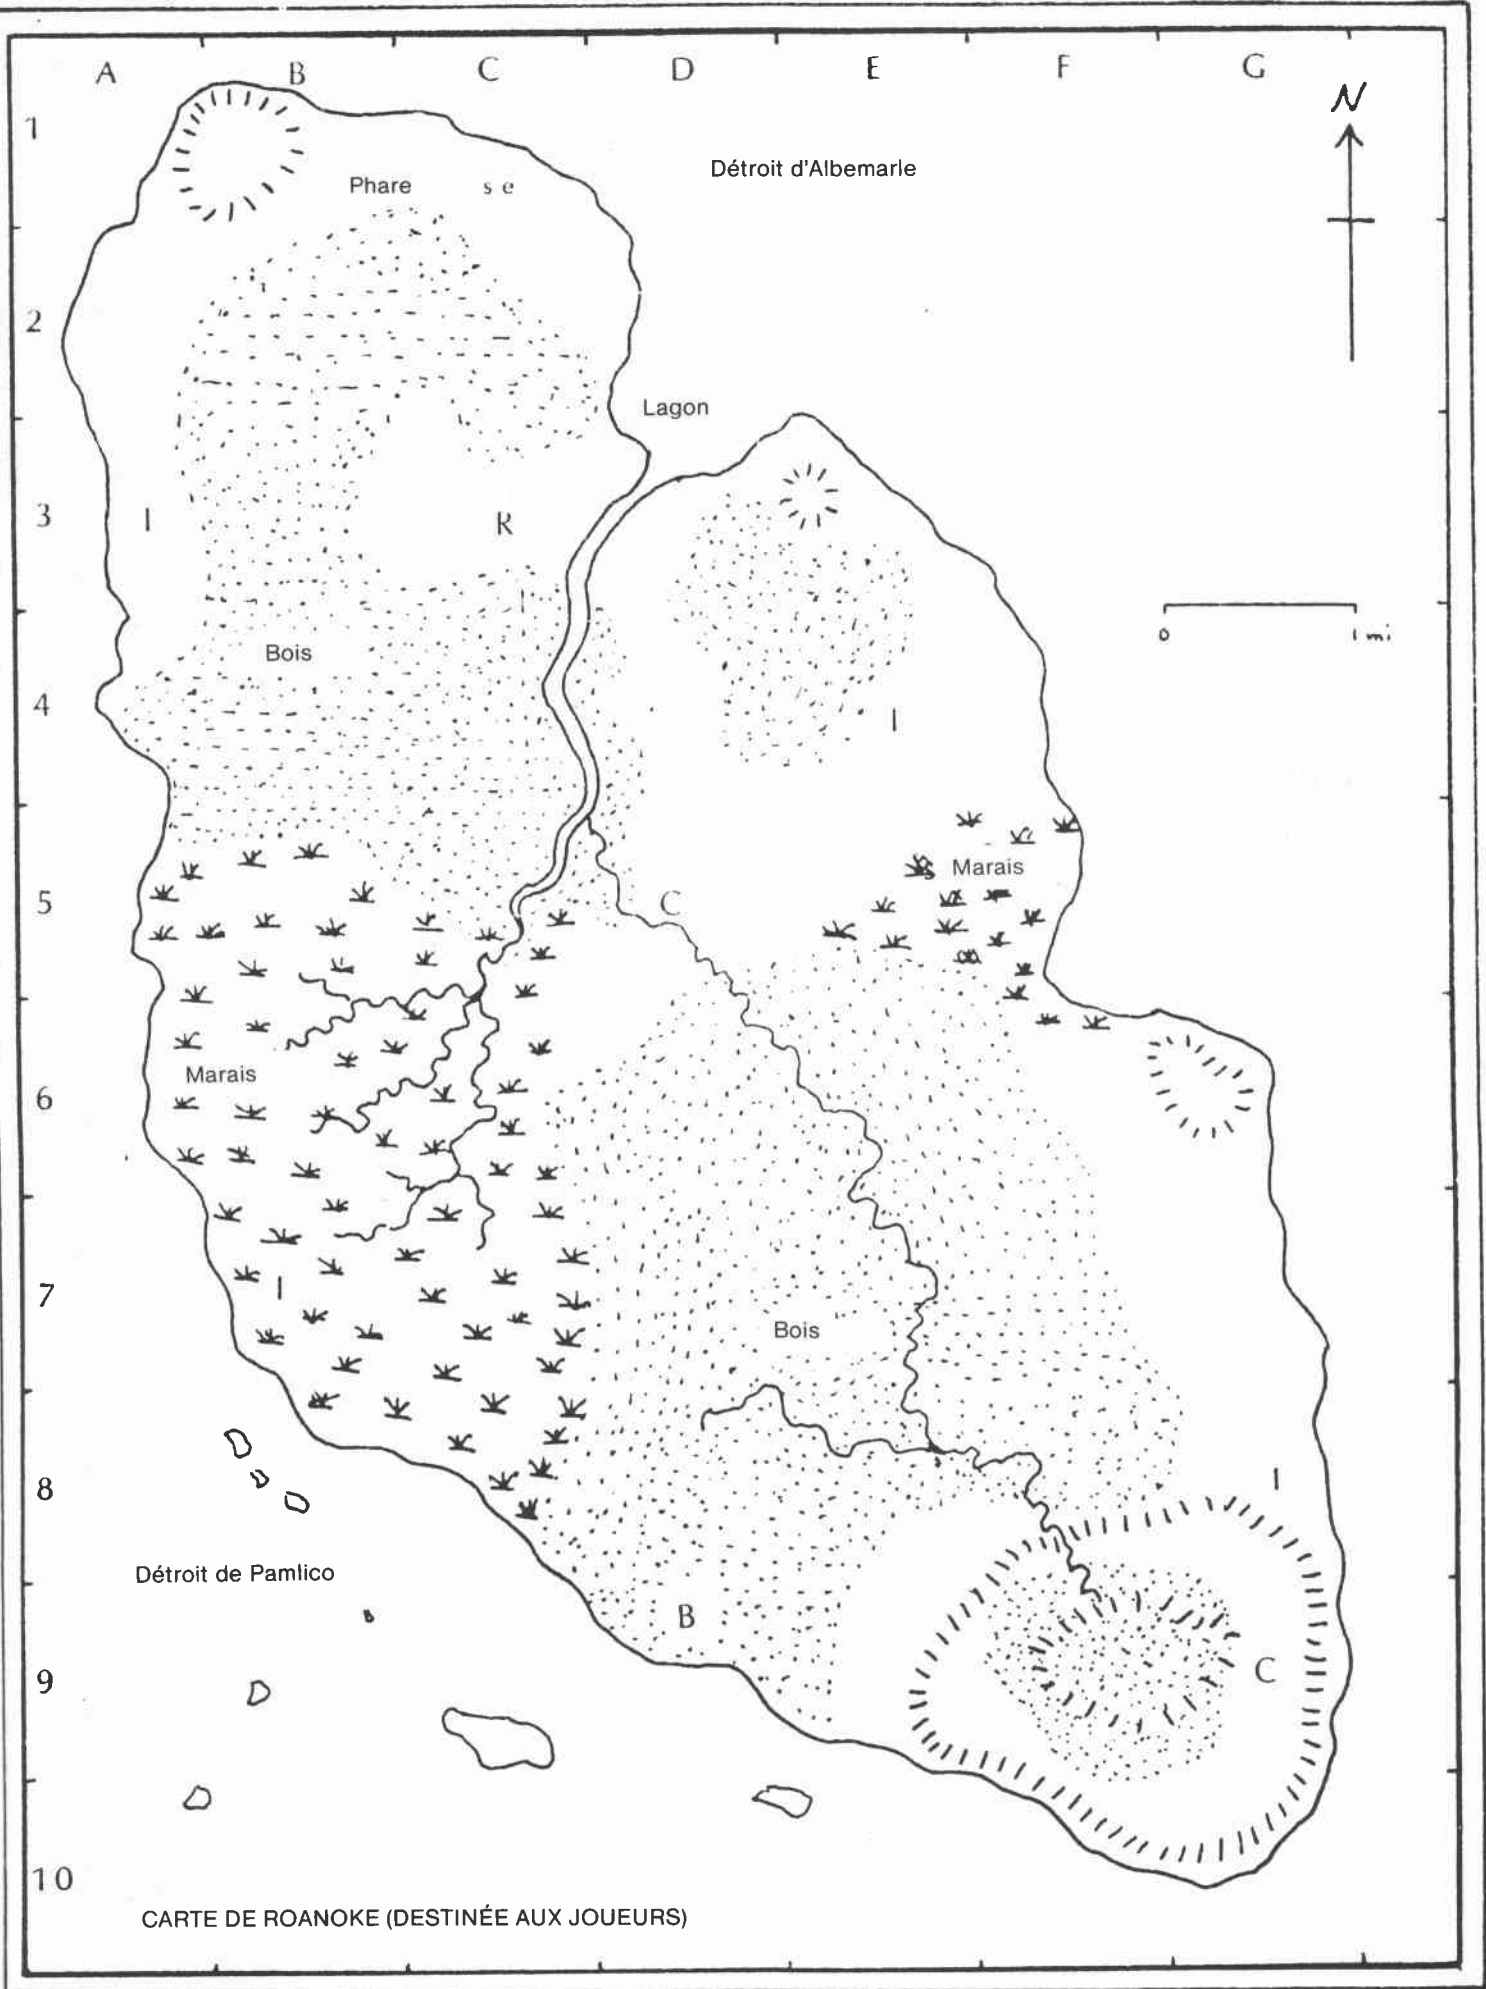 A B C D E F G
N
1
Détroit d'Albemarle
Phare se
2
Lagon
3 I R
I
0 1 mi
Bois
4 I
Marais
5 C
Marais
6
7 I
Bois
8 I
Détroit de Pamlico
B
9 C
10
CARTE DE ROANOKE (DESTINÉE AUX JOUEURS)